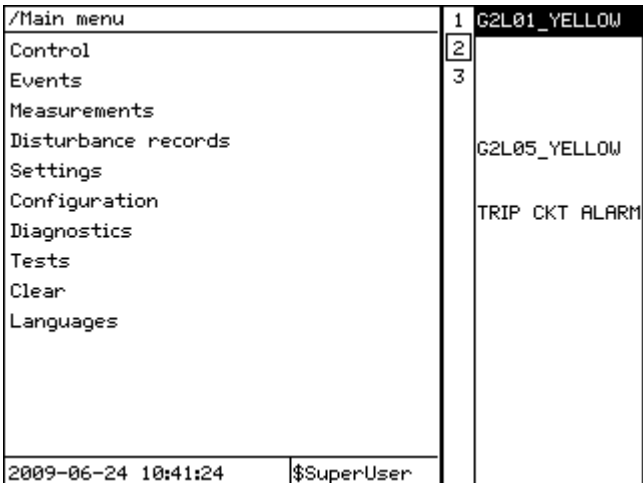 /Main menu
Control
Events
Measurements
Disturbance records
Settings
Configuration
Diagnostics
Tests
Clear
Languages
2009-06-24 10:41:24
$SuperUser
1
2
3
G2L01_YELLOW
G2L05_YELLOW
TRIP CKT ALARM